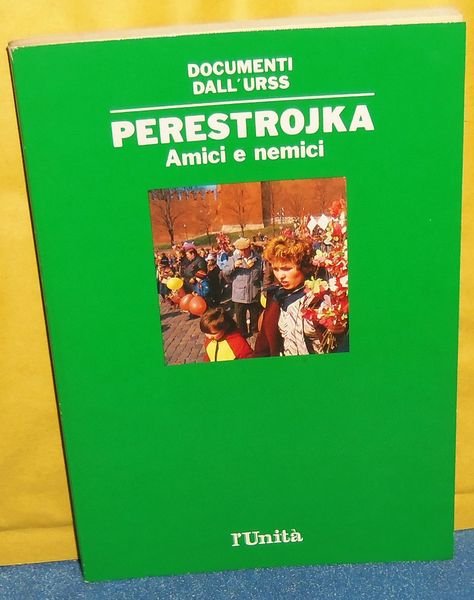 DOCUMENTI
DALL'URSS
PERESTROJKA
Amici e nemici
l'Unità